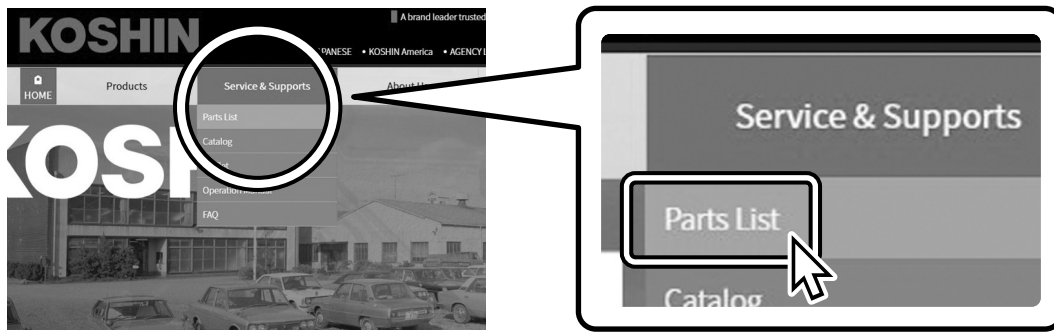 KOSHIN
A brand leader trusted
PANESE • KOSHIN America • AGENCY L
HOME
Products
Service & Supports
About U
Parts List
Catalog
Operation Manual
FAQ
KOS
Service & Supports
Parts List
Catalog